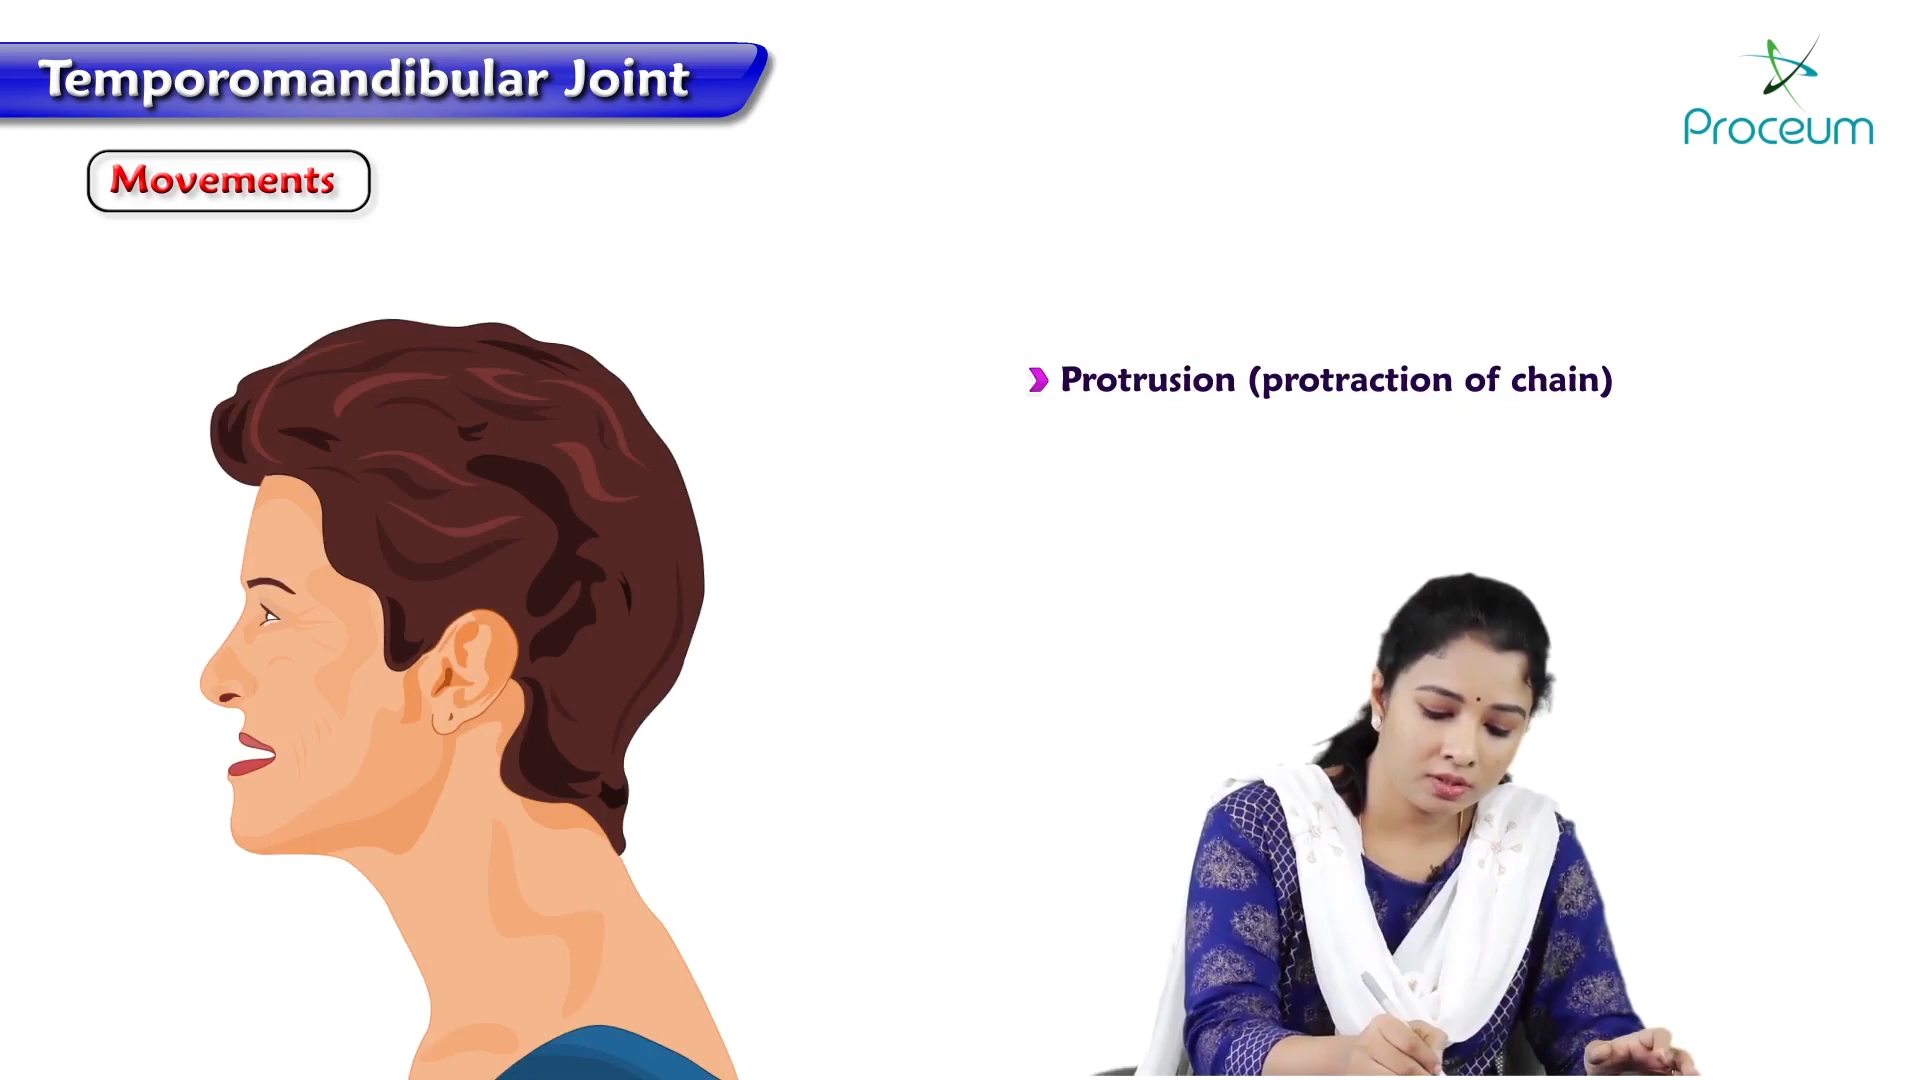 Temporomandibular Joint
Proceum
Movements
Protrusion (protraction of chain)